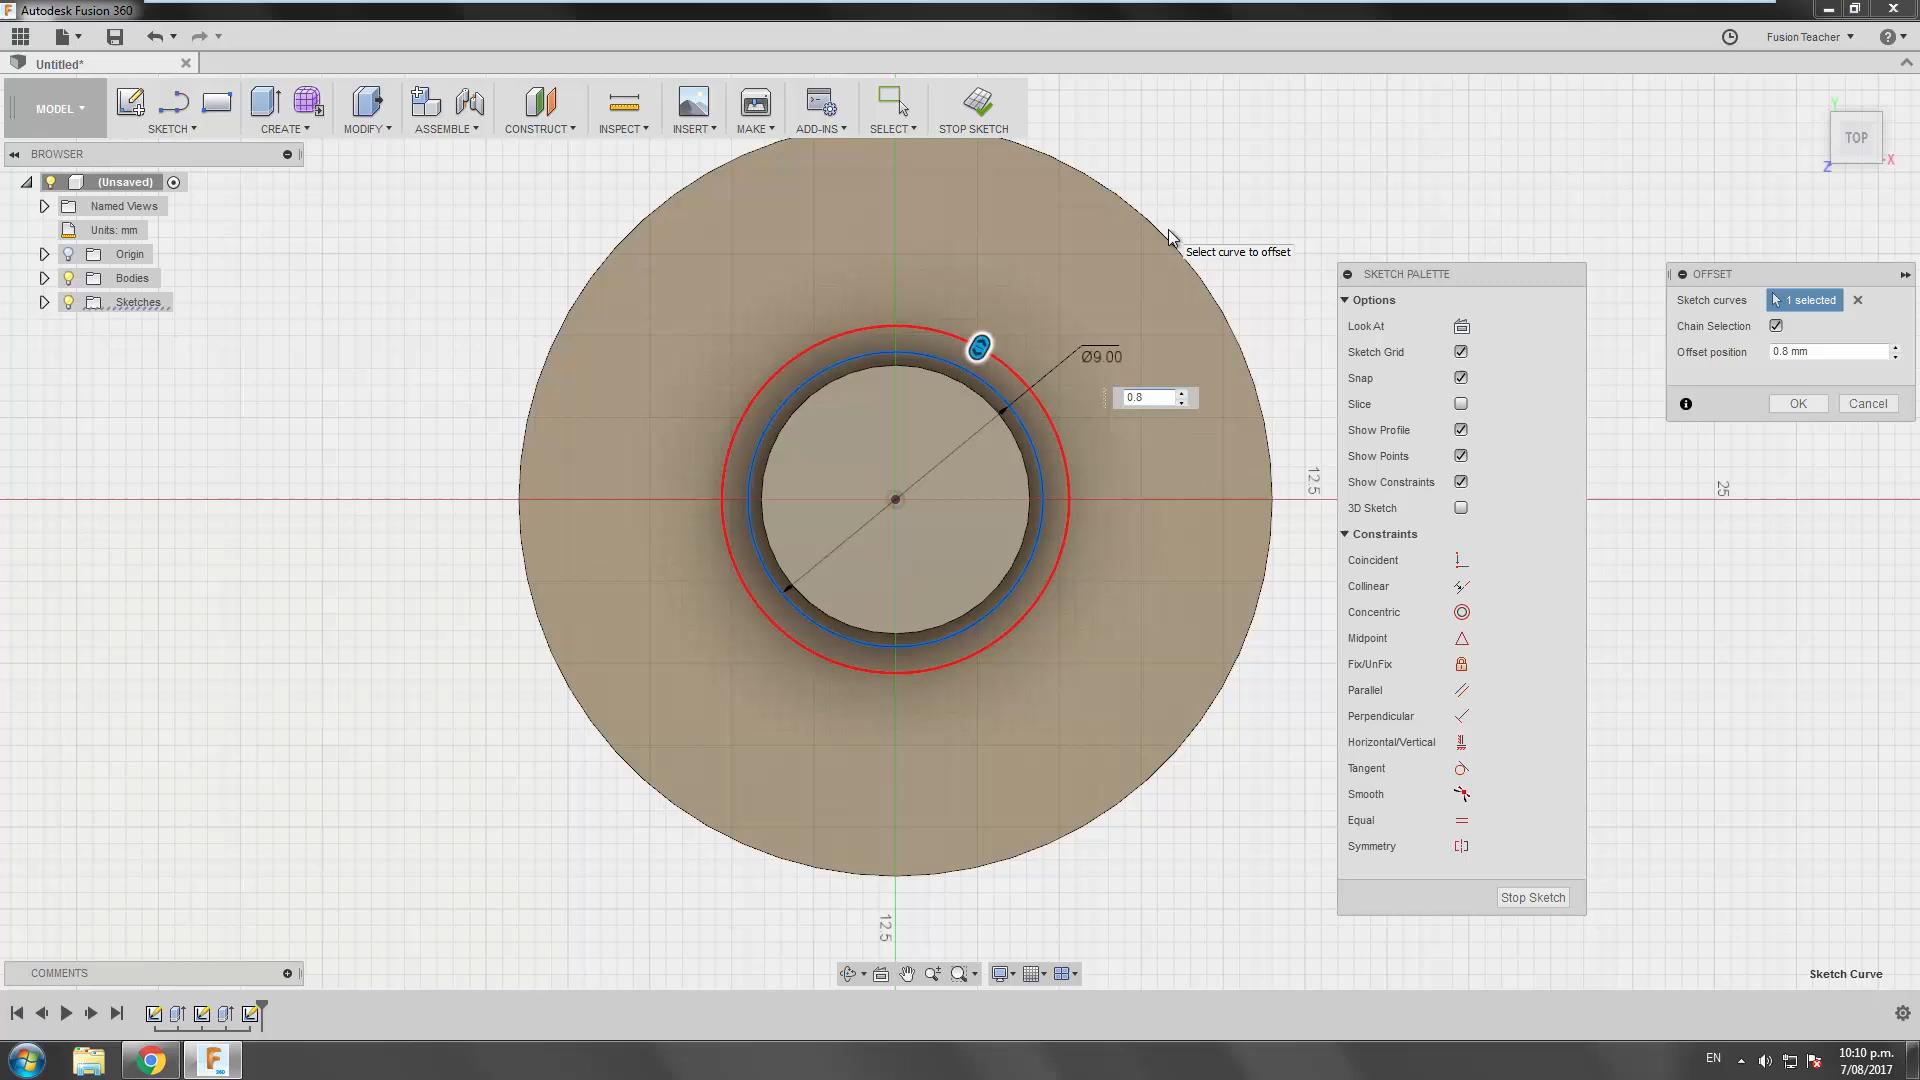 Autodesk Fusion 360
Fusion Teacher
Untitled*
MODEL
SKETCH
CREATE
MODIFY
ASSEMBLE
CONSTRUCT
INSPECT
INSERT
MAKE
ADD-INS
SELECT
STOP SKETCH
BROWSER
(Unsaved)
Named Views
Units: mm
Origin
Bodies
Sketches
Y
TOP
X
Z
Select curve to offset
Ø9.00
0.8
12.5
25
12.5
SKETCH PALETTE
Options
Look At
Sketch Grid
Snap
Slice
Show Profile
Show Points
Show Constraints
3D Sketch
Constraints
Coincident
Collinear
Concentric
Midpoint
Fix/UnFix
Parallel
Perpendicular
Horizontal/Vertical
Tangent
Smooth
Equal
Symmetry
Stop Sketch
OFFSET
Sketch curves 1 selected
Chain Selection
Offset position 0.8 mm
OK Cancel
COMMENTS
Sketch Curve
EN
10:10 p.m.
7/08/2017